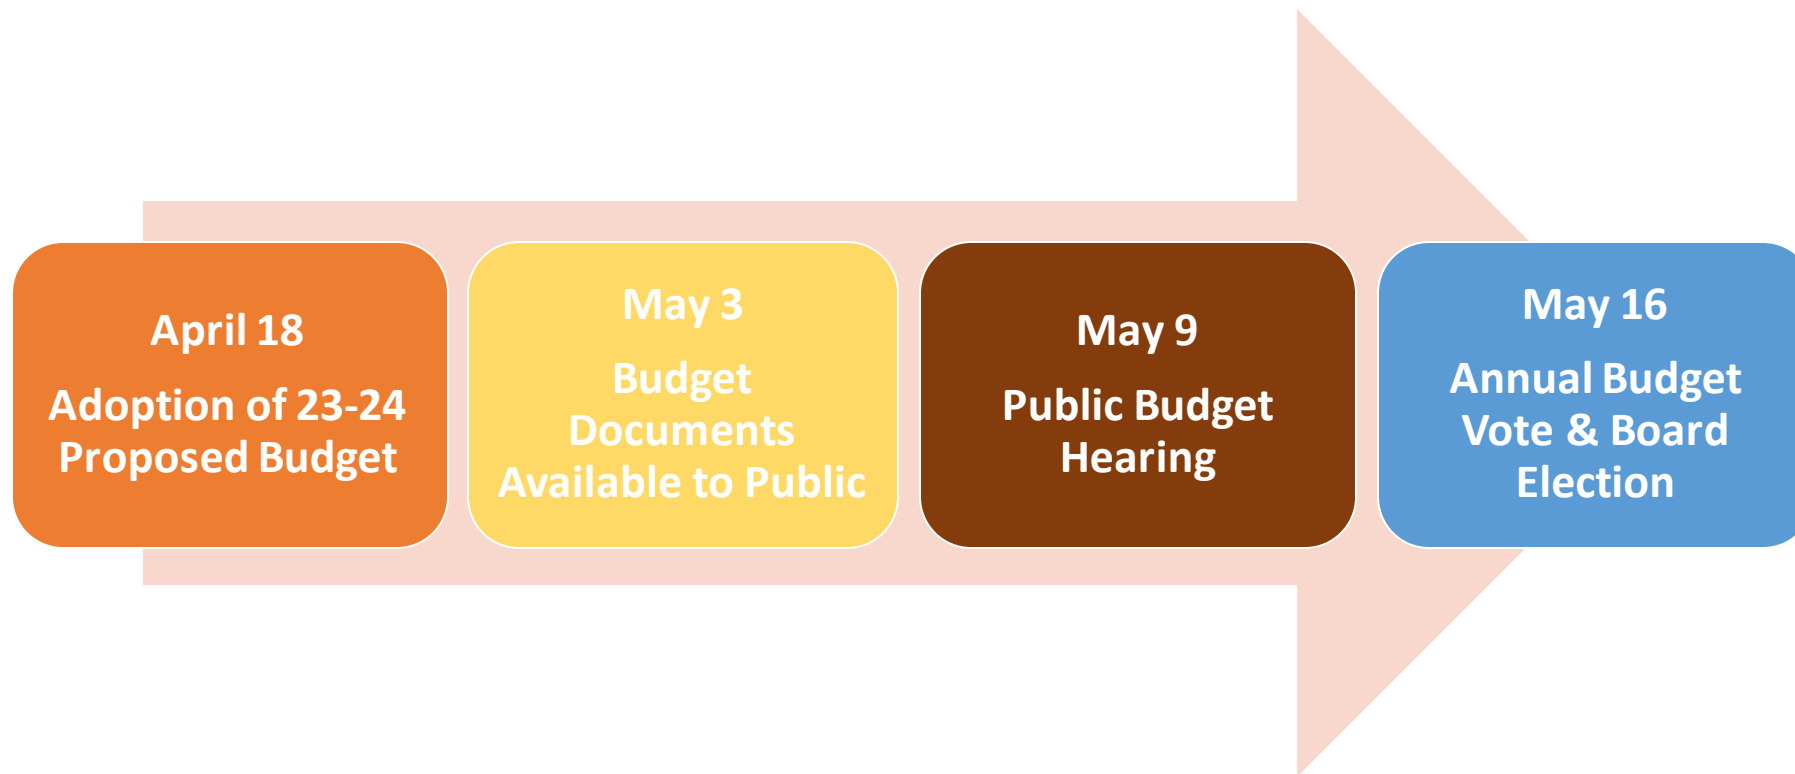 April 18
Adoption of 23-24
Proposed Budget
May 3
Budget
Documents
Available to Public
May 9
Public Budget
Hearing
May 16
Annual Budget
Vote & Board
Election